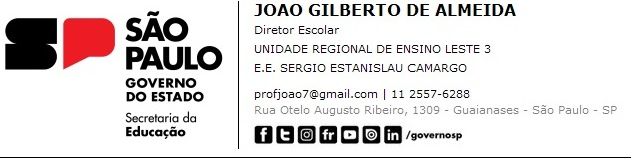 SP
SÃO
PAULO
GOVERNO
DO ESTADO
Secretaria da
Educação
JOAO GILBERTO DE ALMEIDA
Diretor Escolar
UNIDADE REGIONAL DE ENSINO LESTE 3
E.E. SERGIO ESTANISLAU CAMARGO
profjoao7@gmail.com | 11 2557-6288
Rua Otelo Augusto Ribeiro, 1309 - Guaianases - São Paulo - SP
/governosp